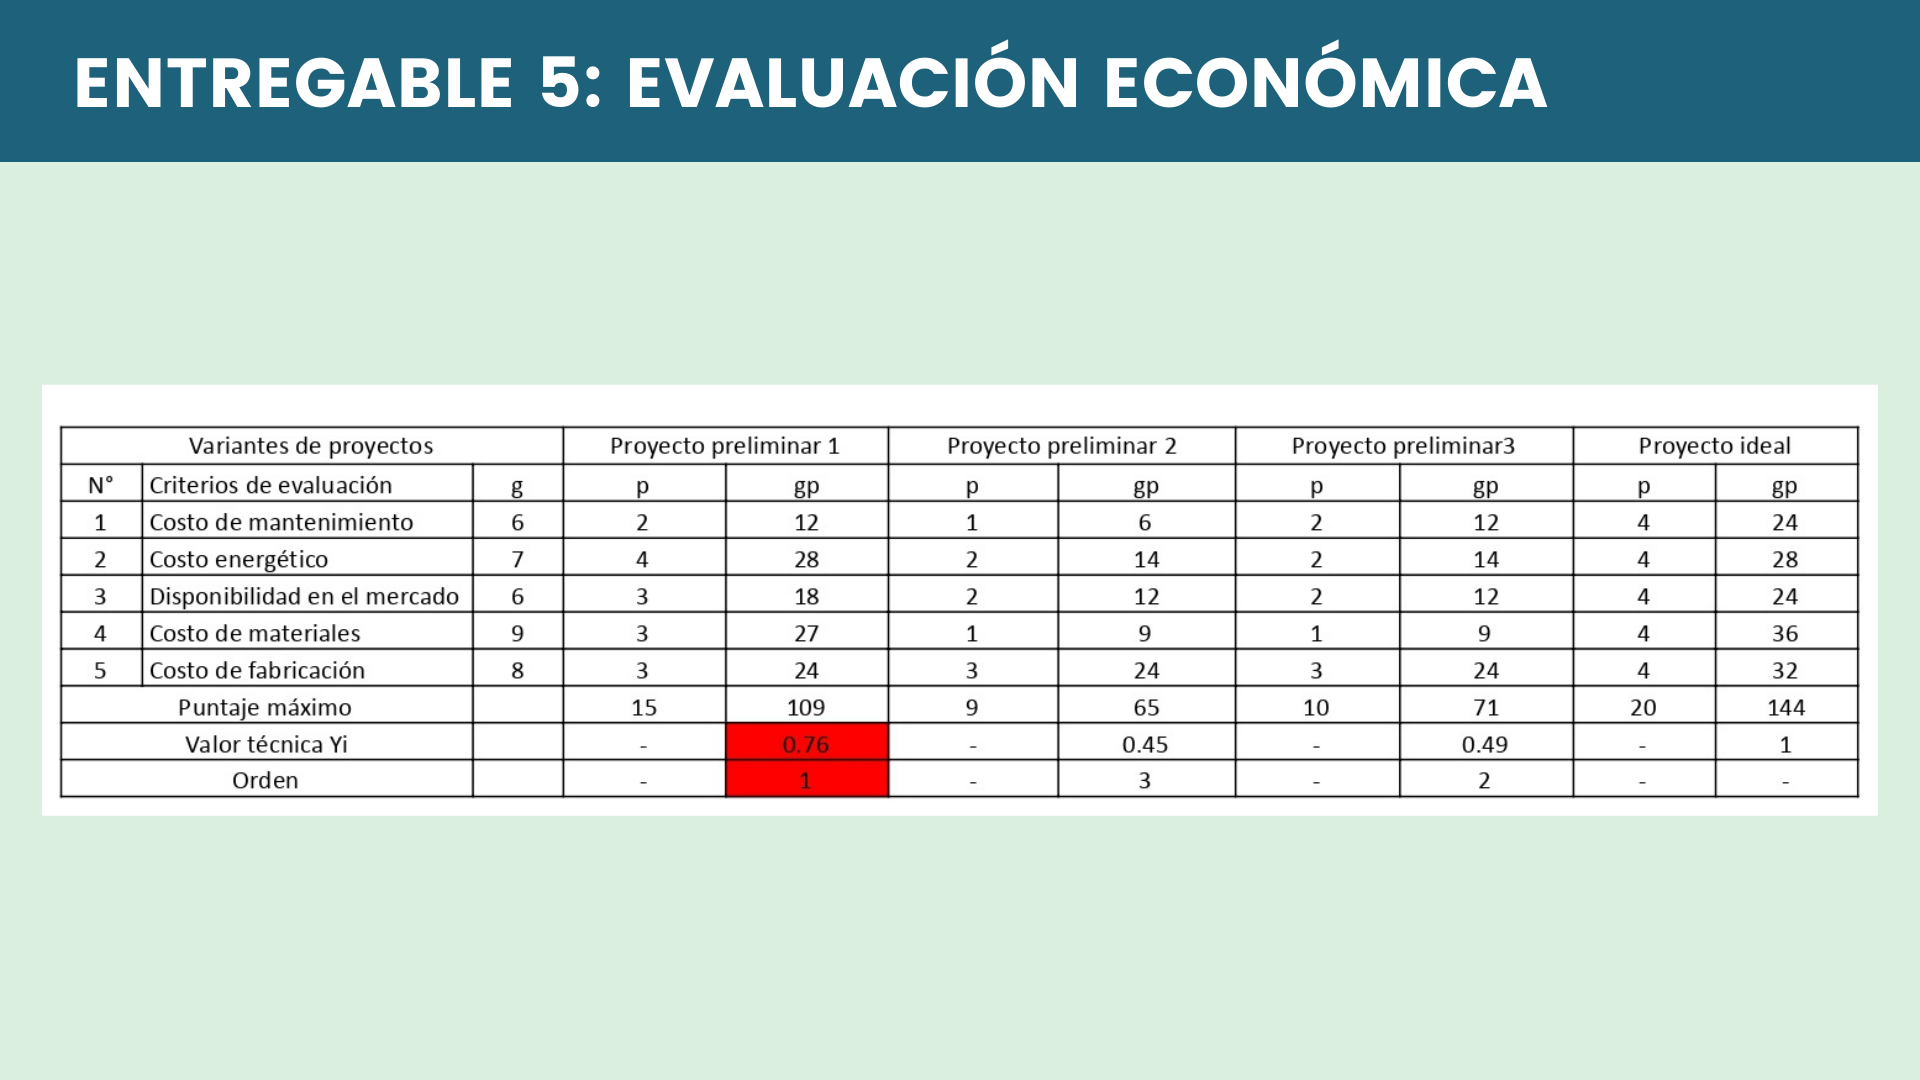 ENTREGABLE 5: EVALUACIÓN ECONÓMICA
Variantes de proyectos Proyecto preliminar 1 Proyecto preliminar 2 Proyecto preliminar3 Proyecto ideal
N° Criterios de evaluación g p gp p gp p gp p gp
1 Costo de mantenimiento 6 2 12 1 6 2 12 4 24
2 Costo energético 7 4 28 2 14 2 14 4 28
3 Disponibilidad en el mercado 6 3 18 2 12 2 12 4 24
4 Costo de materiales 9 3 27 1 9 1 9 4 36
5 Costo de fabricación 8 3 24 3 24 3 24 4 32
Puntaje máximo 15 109 9 65 10 71 20 144
Valor técnica Yi - 0.76 - 0.45 - 0.49 - 1
Orden - 1 - 3 - 2 - -